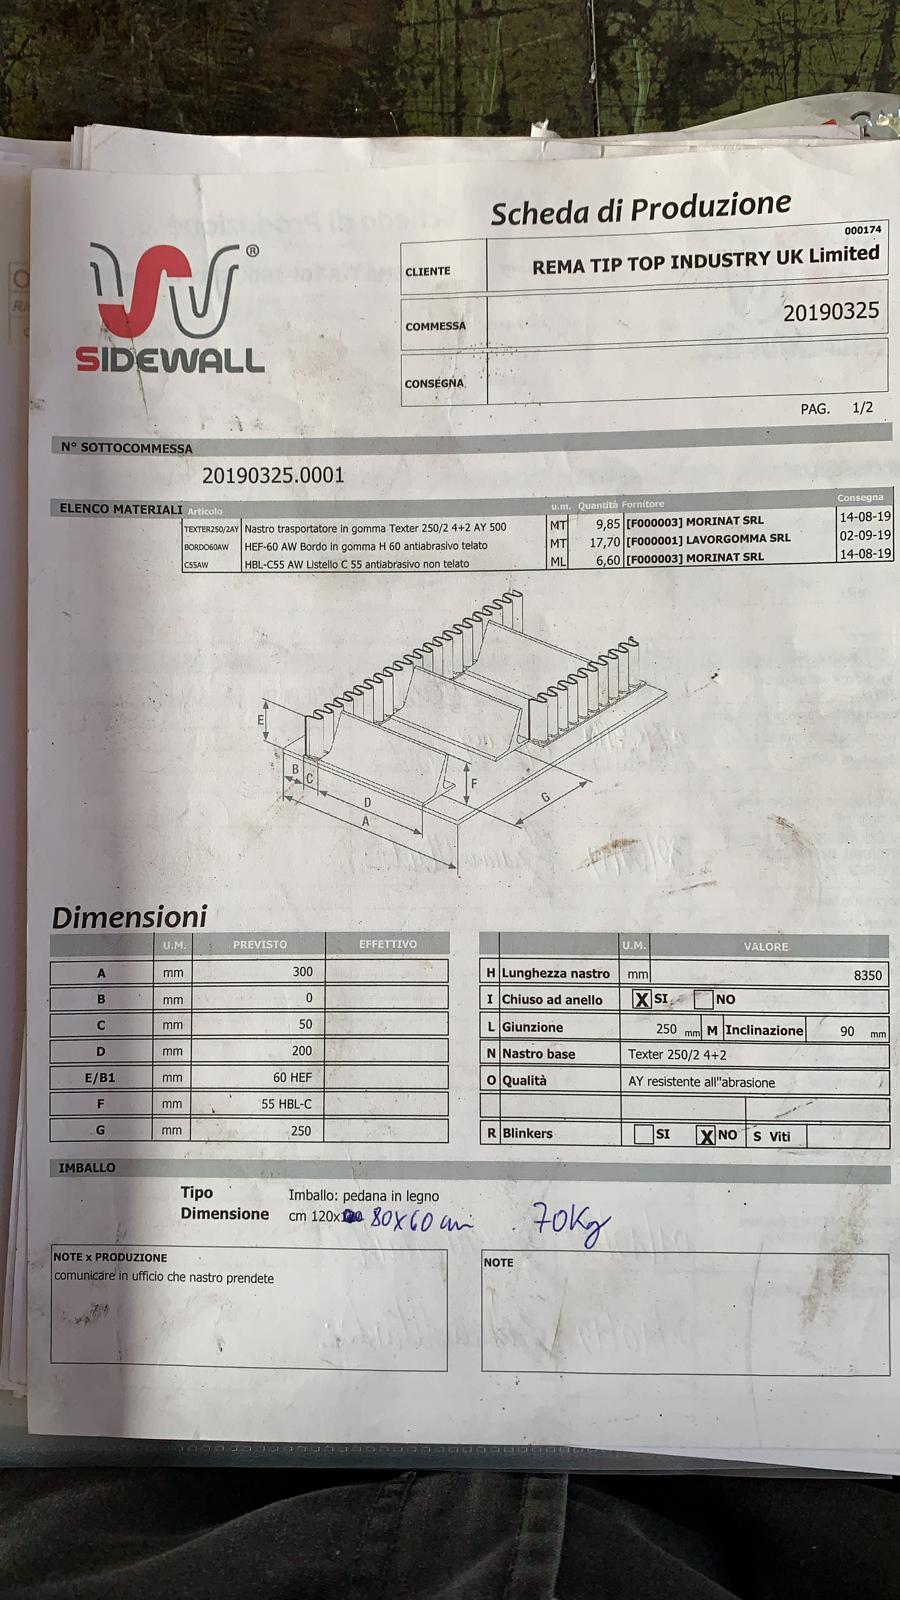 Scheda di Produzione
000174
CLIENTE REMA TIP TOP INDUSTRY UK Limited
COMMESSA 20190325
CONSEGNA
®
SIDEWALL
PAG. 1/2
N° SOTTOCOMMESSA
20190325.0001
ELENCO MATERIALI Articolo u.m. Quantità Fornitore Consegna
TEXTER250/2AY Nastro trasportatore in gomma Texter 250/2 4+2 AY 500 MT 9,85 [F000003] MORINAT SRL 14-08-19
BORDO60AW HEF-60 AW Bordo in gomma H 60 antiabrasivo telato MT 17,70 [F000001] LAVORGOMMA SRL 02-09-19
C55AW HBL-C55 AW Listello C 55 antiabrasivo non telato ML 6,60 [F000003] MORINAT SRL 14-08-19
E
B
C
D
A
F
G
Dimensioni
U.M. PREVISTO EFFETTIVO
A mm 300
B mm 0
C mm 50
D mm 200
E/B1 mm 60 HEF
F mm 55 HBL-C
G mm 250
U.M. VALORE
H Lunghezza nastro mm 8350
I Chiuso ad anello X SI NO
L Giunzione 250 mm M Inclinazione 90 mm
N Nastro base Texter 250/2 4+2
O Qualità AY resistente all"abrasione
R Blinkers SI X NO S Viti
IMBALLO
Tipo Imballo: pedana in legno
Dimensione cm 120x 80x60 cm 70Kg
NOTE x PRODUZIONE
comunicare in ufficio che nastro prendete
NOTE